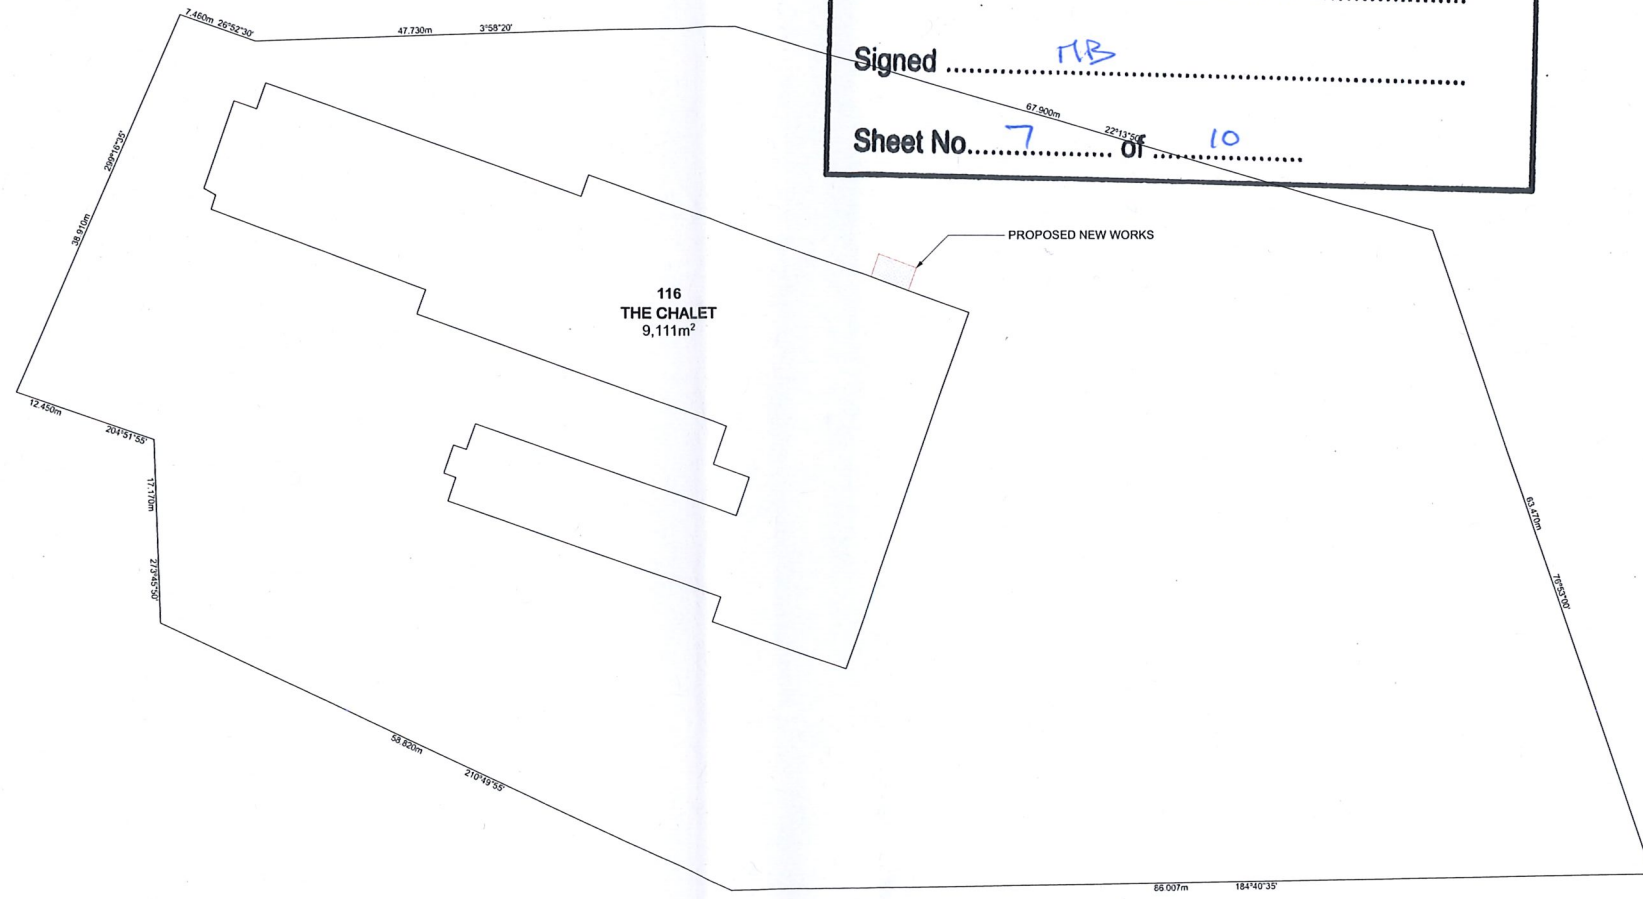 7.460m 26°52'30'
47.730m 3°58'20'
Signed MB
67.900m 22°13'50'
Sheet No. 7 of 10
299°16'35'
38.910m
PROPOSED NEW WORKS
116
THE CHALET
9,111m²
12.450m
204°51'55'
17.170m
273°45'50'
63.470m
76°53'00'
58.820m
210°49'55'
66.007m 184°40'35'